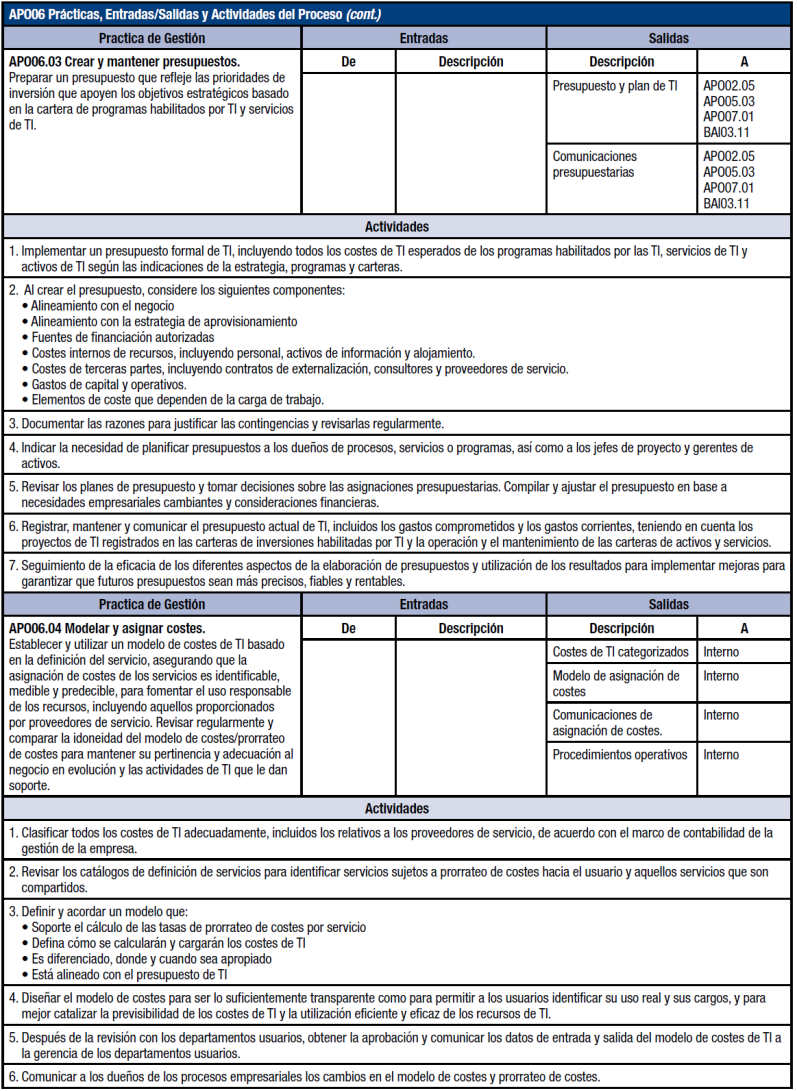 APO06 Prácticas, Entradas/Salidas y Actividades del Proceso (cont.)
Practica de Gestión Entradas Salidas
APO06.03 Crear y mantener presupuestos. De Descripción Descripción A
Preparar un presupuesto que refleje las prioridades de
inversión que apoyen los objetivos estratégicos basado
en la cartera de programas habilitados por TI y servicios
de TI.
Presupuesto y plan de TI APO02.05
APO05.03
APO07.01
BAI03.11
Comunicaciones APO02.05
presupuestarias APO05.03
APO07.01
BAI03.11
Actividades
1. Implementar un presupuesto formal de TI, incluyendo todos los costes de TI esperados de los programas habilitados por las TI, servicios de TI y
activos de TI según las indicaciones de la estrategia, programas y carteras.
2. Al crear el presupuesto, considere los siguientes componentes:
• Alineamiento con el negocio
• Alineamiento con la estrategia de aprovisionamiento
• Fuentes de financiación autorizadas
• Costes internos de recursos, incluyendo personal, activos de información y alojamiento.
• Costes de terceras partes, incluyendo contratos de externalización, consultores y proveedores de servicio.
• Gastos de capital y operativos.
• Elementos de coste que dependen de la carga de trabajo.
3. Documentar las razones para justificar las contingencias y revisarlas regularmente.
4. Indicar la necesidad de planificar presupuestos a los dueños de procesos, servicios o programas, así como a los jefes de proyecto y gerentes de
activos.
5. Revisar los planes de presupuesto y tomar decisiones sobre las asignaciones presupuestarias. Compilar y ajustar el presupuesto en base a
necesidades empresariales cambiantes y consideraciones financieras.
6. Registrar, mantener y comunicar el presupuesto actual de TI, incluidos los gastos comprometidos y los gastos corrientes, teniendo en cuenta los
proyectos de TI registrados en las carteras de inversiones habilitadas por TI y la operación y el mantenimiento de las carteras de activos y servicios.
7. Seguimiento de la eficacia de los diferentes aspectos de la elaboración de presupuestos y utilización de los resultados para implementar mejoras para
garantizar que futuros presupuestos sean más precisos, fiables y rentables.
Practica de Gestión Entradas Salidas
APO06.04 Modelar y asignar costes. De Descripción Descripción A
Establecer y utilizar un modelo de costes de TI basado
en la definición del servicio, asegurando que la
asignación de costes de los servicios es identificable,
medible y predecible, para fomentar el uso responsable
de los recursos, incluyendo aquellos proporcionados
por proveedores de servicio. Revisar regularmente y
comparar la idoneidad del modelo de costes/prorrateo
de costes para mantener su pertinencia y adecuación al
negocio en evolución y las actividades de TI que le dan
soporte.
Costes de TI categorizados Interno
Modelo de asignación de Interno
costes
Comunicaciones de Interno
asignación de costes.
Procedimientos operativos Interno
Actividades
1. Clasificar todos los costes de TI adecuadamente, incluidos los relativos a los proveedores de servicio, de acuerdo con el marco de contabilidad de la
gestión de la empresa.
2. Revisar los catálogos de definición de servicios para identificar servicios sujetos a prorrateo de costes hacia el usuario y aquellos servicios que son
compartidos.
3. Definir y acordar un modelo que:
• Soporte el cálculo de las tasas de prorrateo de costes por servicio
• Defina cómo se calcularán y cargarán los costes de TI
• Es diferenciado, donde y cuando sea apropiado
• Está alineado con el presupuesto de TI
4. Diseñar el modelo de costes para ser lo suficientemente transparente como para permitir a los usuarios identificar su uso real y sus cargos, y para
mejor catalizar la previsibilidad de los costes de TI y la utilización eficiente y eficaz de los recursos de TI.
5. Después de la revisión con los departamentos usuarios, obtener la aprobación y comunicar los datos de entrada y salida del modelo de costes de TI a
la gerencia de los departamentos usuarios.
6. Comunicar a los dueños de los procesos empresariales los cambios en el modelo de costes y prorrateo de costes.